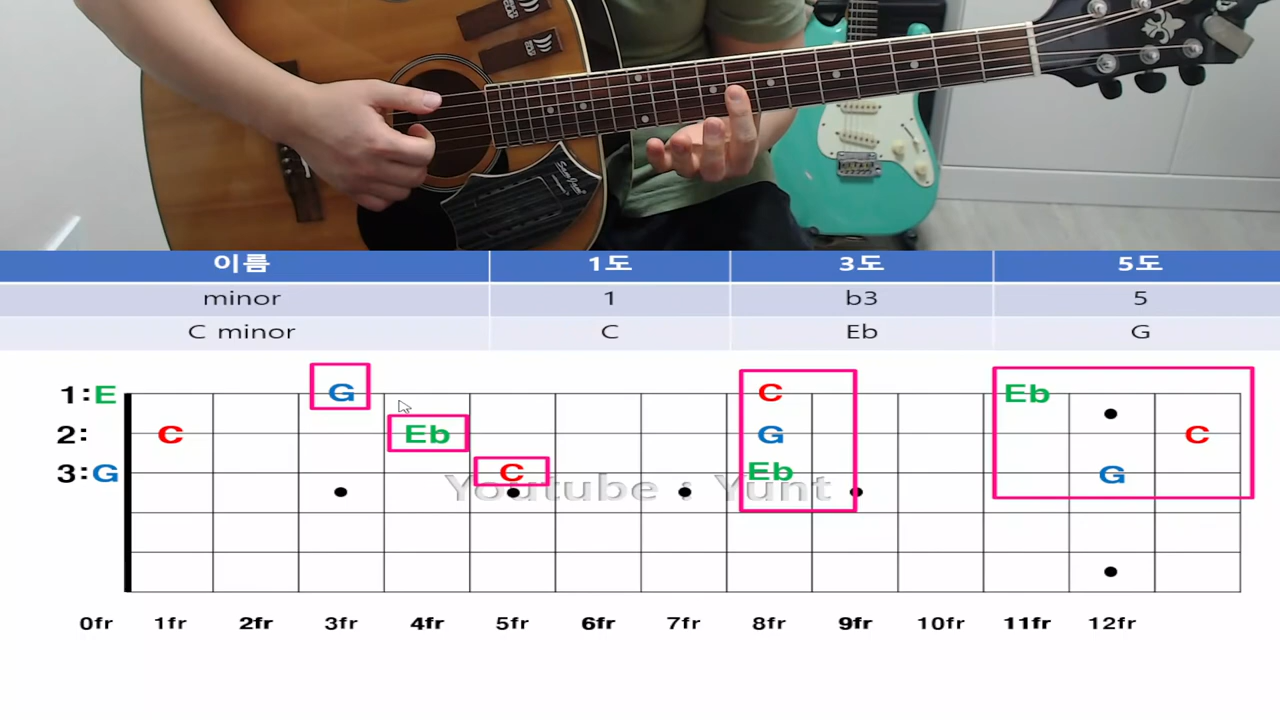 이름 1도 3도 5도
minor 1 b3 5
C minor C Eb G
1:E G C Eb
2: C Eb G C
3:G C Eb G
Youtube : Yunt
0fr 1fr 2fr 3fr 4fr 5fr 6fr 7fr 8fr 9fr 10fr 11fr 12fr